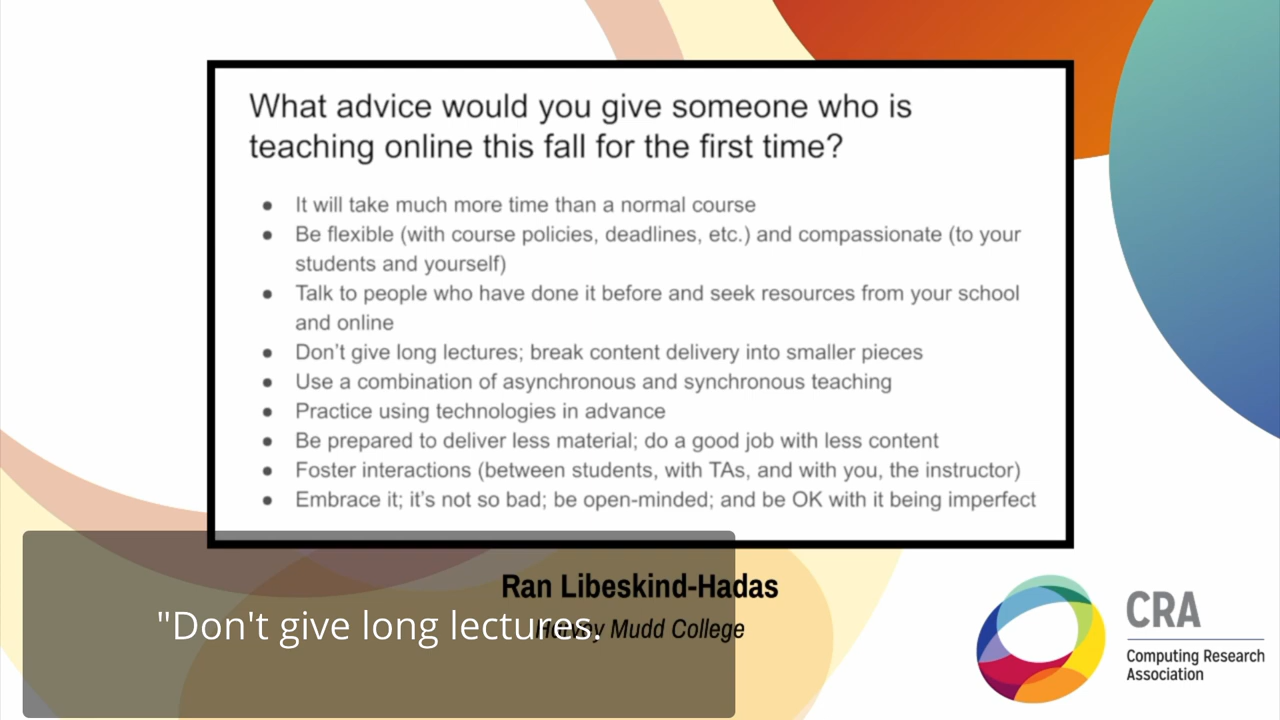 What advice would you give someone who is
teaching online this fall for the first time?
● It will take much more time than a normal course
● Be flexible (with course policies, deadlines, etc.) and compassionate (to your
students and yourself)
● Talk to people who have done it before and seek resources from your school
and online
● Don’t give long lectures; break content delivery into smaller pieces
● Use a combination of asynchronous and synchronous teaching
● Practice using technologies in advance
● Be prepared to deliver less material; do a good job with less content
● Foster interactions (between students, with TAs, and with you, the instructor)
● Embrace it; it’s not so bad; be open-minded; and be OK with it being imperfect
Ran Libeskind-Hadas
Harvey Mudd College
"Don't give long lectures.
CRA
Computing Research
Association